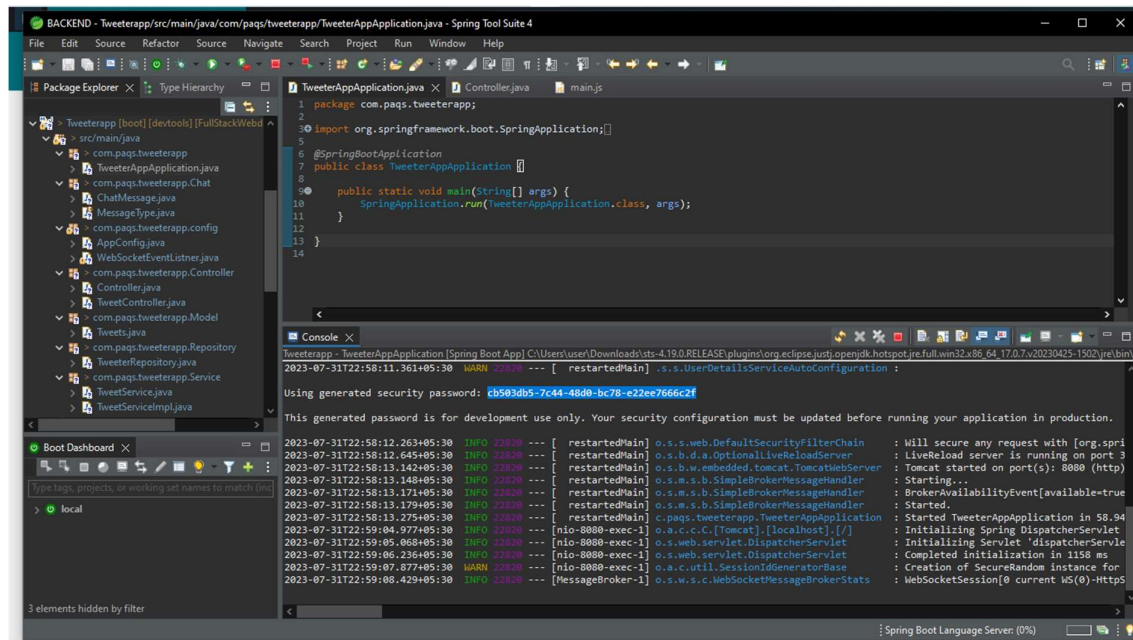 BACKEND - Tweeterapp/src/main/java/com/paqs/tweeterapp/TweeterAppApplication.java - Spring Tool Suite 4
File Edit Source Refactor Source Navigate Search Project Run Window Help
Package Explorer Type Hierarchy
> Tweeterapp [boot] [devtools] [FullStackWebd
> src/main/java
> com.paqs.tweeterapp
> TweeterAppApplication.java
> com.paqs.tweeterapp.Chat
> ChatMessage.java
> MessageType.java
> com.paqs.tweeterapp.config
> AppConfig.java
> WebSocketEventListner.java
> com.paqs.tweeterapp.Controller
> Controller.java
> TweetController.java
> com.paqs.tweeterapp.Model
> Tweets.java
> com.paqs.tweeterapp.Repository
> TweeterRepository.java
> com.paqs.tweeterapp.Service
> TweetService.java
> TweetServiceImpl.java
Boot Dashboard
Type tags, projects, or working set names to match (inc
> local
3 elements hidden by filter
TweeterAppApplication.java Controller.java main.js
1 package com.paqs.tweeterapp;
2
3 import org.springframework.boot.SpringApplication;
5
6 @SpringBootApplication
7 public class TweeterAppApplication {
8
9 public static void main(String[] args) {
10 SpringApplication.run(TweeterAppApplication.class, args);
11 }
12
13 }
14
Console
Tweeterapp - TweeterAppApplication [Spring Boot App] C:\Users\user\Downloads\sts-4.19.0.RELEASE\plugins\org.eclipse.justj.openjdk.hotspot.jre.full.win32.x86_64_17.0.7.v20230425-1502\jre\bin\
2023-07-31T22:58:11.361+05:30 WARN 22820 --- [ restartedMain] .s.s.UserDetailsServiceAutoConfiguration :
Using generated security password: cb503db5-7c44-48d0-bc78-e22ee7666c2f
This generated password is for development use only. Your security configuration must be updated before running your application in production.
2023-07-31T22:58:12.263+05:30 INFO 22820 --- [ restartedMain] o.s.s.web.DefaultSecurityFilterChain : Will secure any request with [org.spri
2023-07-31T22:58:12.645+05:30 INFO 22820 --- [ restartedMain] o.s.b.d.a.OptionalLiveReloadServer : LiveReload server is running on port 3
2023-07-31T22:58:13.142+05:30 INFO 22820 --- [ restartedMain] o.s.b.w.embedded.tomcat.TomcatWebServer : Tomcat started on port(s): 8080 (http)
2023-07-31T22:58:13.148+05:30 INFO 22820 --- [ restartedMain] o.s.m.s.b.SimpleBrokerMessageHandler : Starting...
2023-07-31T22:58:13.171+05:30 INFO 22820 --- [ restartedMain] o.s.m.s.b.SimpleBrokerMessageHandler : BrokerAvailabilityEvent[available=true
2023-07-31T22:58:13.179+05:30 INFO 22820 --- [ restartedMain] o.s.m.s.b.SimpleBrokerMessageHandler : Started.
2023-07-31T22:58:13.275+05:30 INFO 22820 --- [ restartedMain] c.paqs.tweeterapp.TweeterAppApplication : Started TweeterAppApplication in 58.94
2023-07-31T22:59:04.977+05:30 INFO 22820 --- [nio-8080-exec-1] o.a.c.c.C.[Tomcat].[localhost].[/] : Initializing Spring DispatcherServlet
2023-07-31T22:59:05.068+05:30 INFO 22820 --- [nio-8080-exec-1] o.s.web.servlet.DispatcherServlet : Initializing Servlet 'dispatcherServle
2023-07-31T22:59:06.236+05:30 INFO 22820 --- [nio-8080-exec-1] o.s.web.servlet.DispatcherServlet : Completed initialization in 1158 ms
2023-07-31T22:59:07.877+05:30 WARN 22820 --- [nio-8080-exec-1] o.a.c.util.SessionIdGeneratorBase : Creation of SecureRandom instance for
2023-07-31T22:59:08.429+05:30 INFO 22820 --- [MessageBroker-1] o.s.w.s.c.WebSocketMessageBrokerStats : WebSocketSession[0 current WS(0)-HttpS
Spring Boot Language Server: (0%)